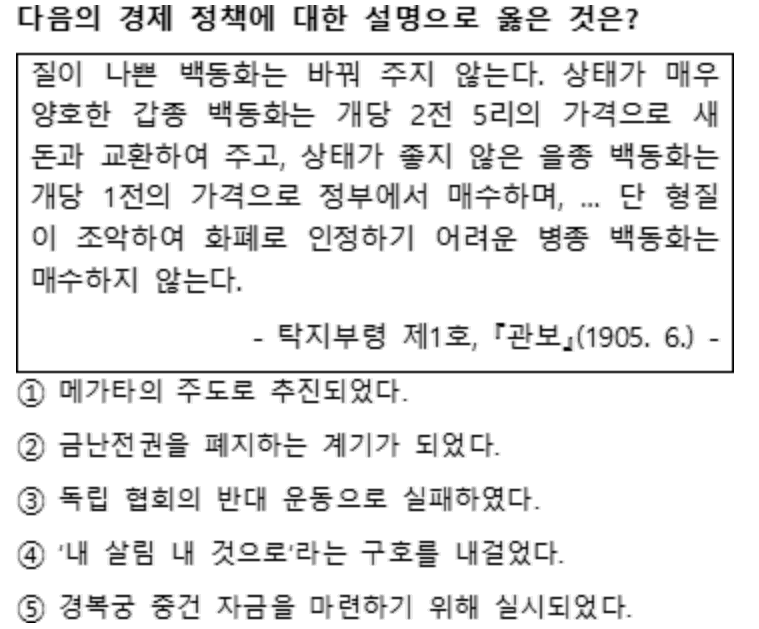 다음의 경제 정책에 대한 설명으로 옳은 것은?
질이 나쁜 백동화는 바꿔 주지 않는다. 상태가 매우
양호한 갑종 백동화는 개당 2전 5리의 가격으로 새
돈과 교환하여 주고, 상태가 좋지 않은 을종 백동화는
개당 1전의 가격으로 정부에서 매수하며, ... 단 형질
이 조악하여 화폐로 인정하기 어려운 병종 백동화는
매수하지 않는다.
- 탁지부령 제1호, 『관보』(1905. 6.) -
① 메가타의 주도로 추진되었다.
② 금난전권을 폐지하는 계기가 되었다.
③ 독립 협회의 반대 운동으로 실패하였다.
④ '내 살림 내 것으로'라는 구호를 내걸었다.
⑤ 경복궁 중건 자금을 마련하기 위해 실시되었다.